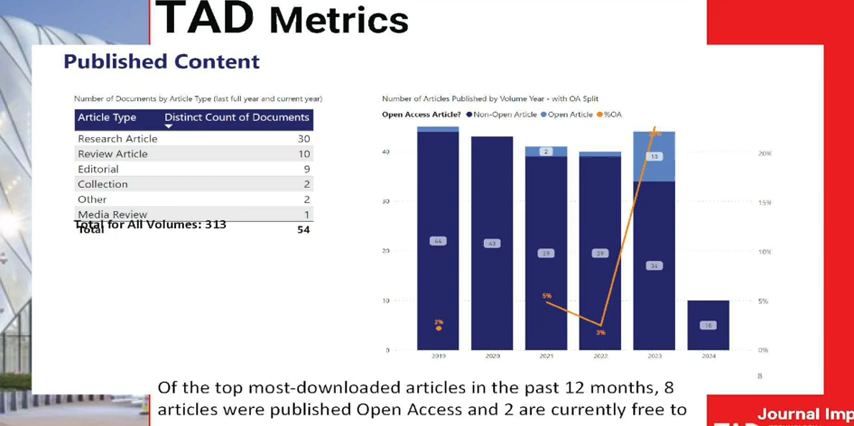 TAD Metrics
Published Content
Number of Documents by Article Type (last full year and current year)
Article Type Distinct Count of Documents
Research Article 30
Review Article 10
Editorial 9
Collection 2
Other 2
Media Review 1
Total for All Volumes: 313
Total 54
Number of Articles Published by Volume Year - with OA Split
Open Access Article? Non-Open Article Open Article %OA
40
30
20
10
0
20%
15%
10%
5%
0%
2
43
39
39
34
10
2%
5%
3%
2019 2020 2021 2022 2023 2024
8
Of the top most-downloaded articles in the past 12 months, 8
articles were published Open Access and 2 are currently free to
Journal Imp
TAD